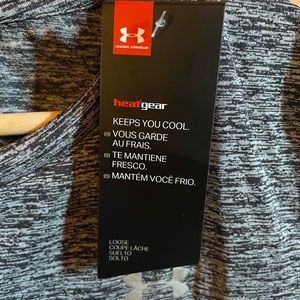 UNDER ARMOUR
heatgear
KEEPS YOU COOL.
VOUS GARDE
AU FRAIS.
TE MANTIENE
FRESCO.
MANTÉM VOCÊ FRIO.
LOOSE
COUPE LÂCHE
SUELTO
SOLTO